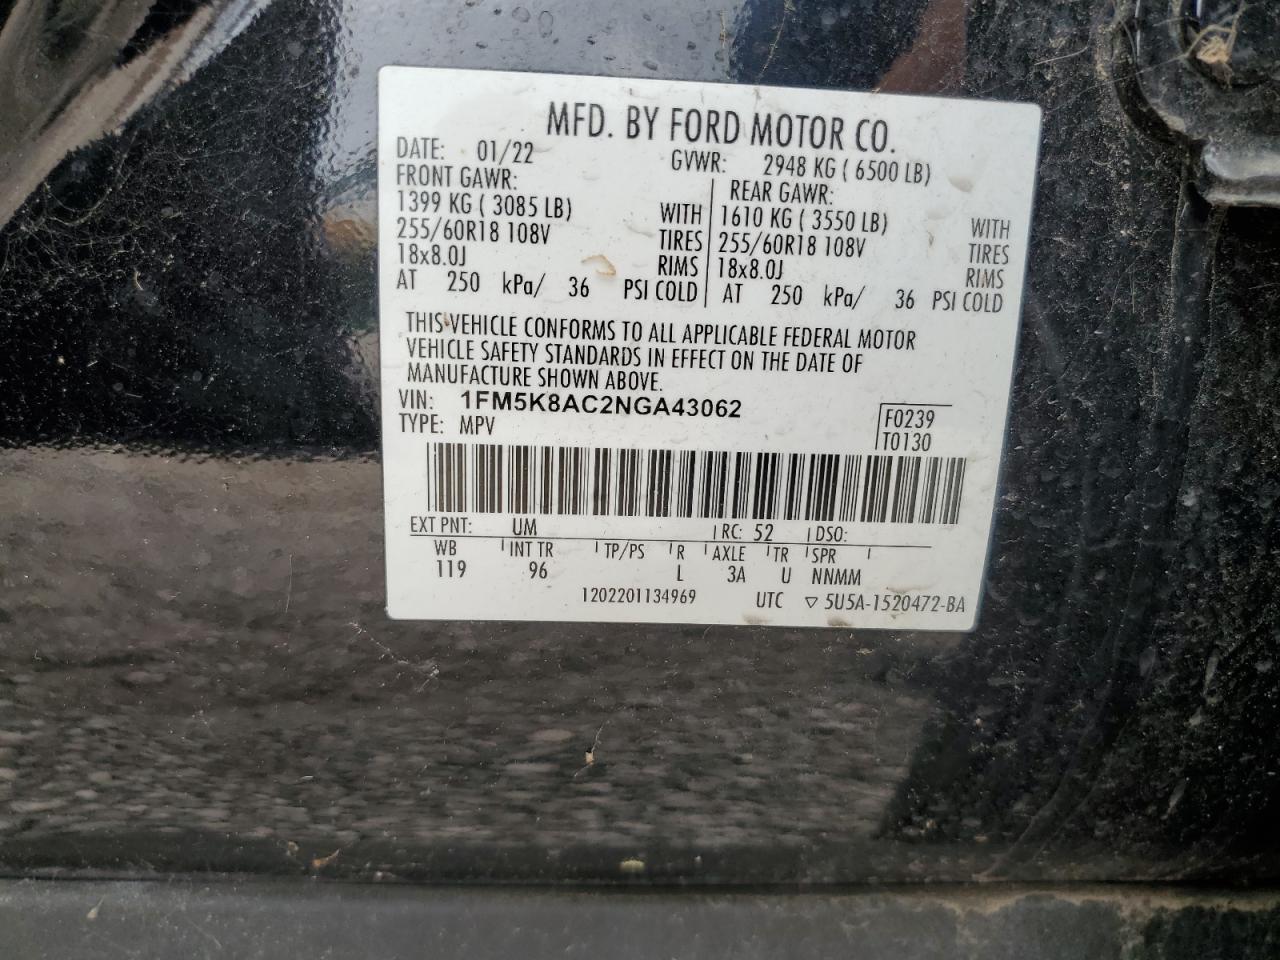 MFD. BY FORD MOTOR CO.
DATE: 01/22 GVWR: 2948 KG ( 6500 LB)
FRONT GAWR: REAR GAWR:
1399 KG ( 3085 LB) WITH 1610 KG ( 3550 LB) WITH
255/60R18 108V TIRES 255/60R18 108V TIRES
18x8.0J RIMS 18x8.0J RIMS
AT 250 kPa/ 36 PSI COLD AT 250 kPa/ 36 PSI COLD
THIS VEHICLE CONFORMS TO ALL APPLICABLE FEDERAL MOTOR
VEHICLE SAFETY STANDARDS IN EFFECT ON THE DATE OF
MANUFACTURE SHOWN ABOVE.
VIN: 1FM5K8AC2NGA43062 F0239
TYPE: MPV T0130
EXT PNT: UM RC: 52 DSO:
WB INT TR TP/PS R AXLE TR SPR
119 96 L 3A U NNMM
1202201134969 UTC ▽ 5U5A-1520472-BA